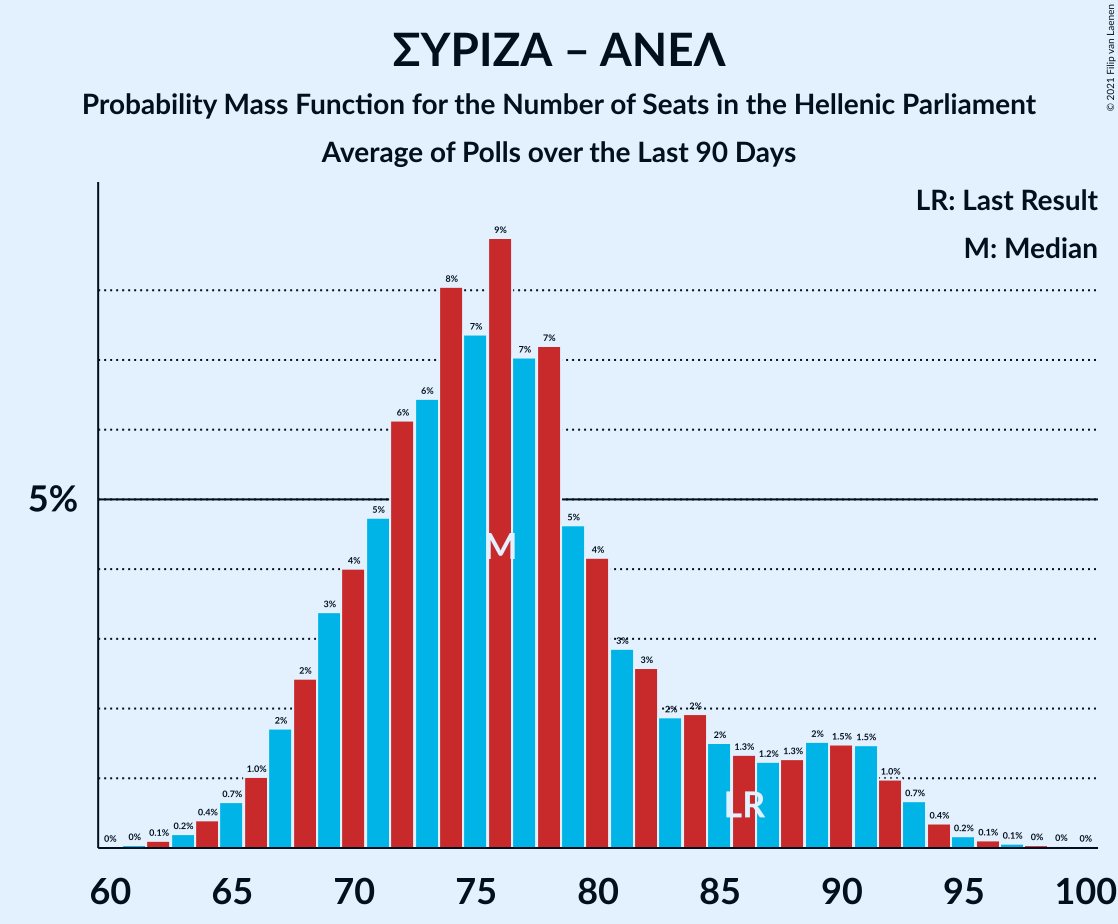 © 2021 Filip van Laenen
ΣΥΡΙΖΑ – ΑΝΕΛ
Probability Mass Function for the Number of Seats in the Hellenic Parliament
Average of Polls over the Last 90 Days
LR: Last Result
M: Median
5%
0% 0% 0.1% 0.2% 0.4% 0.7% 1.0% 2% 2% 3% 4% 5% 6% 6% 8% 7% 9% 7% 7% 5% 4% 3% 3% 2% 2% 2% 1.3% 1.2% 1.3% 2% 1.5% 1.5% 1.0% 0.7% 0.4% 0.2% 0.1% 0.1% 0% 0% 0%
M
LR
60 65 70 75 80 85 90 95 100